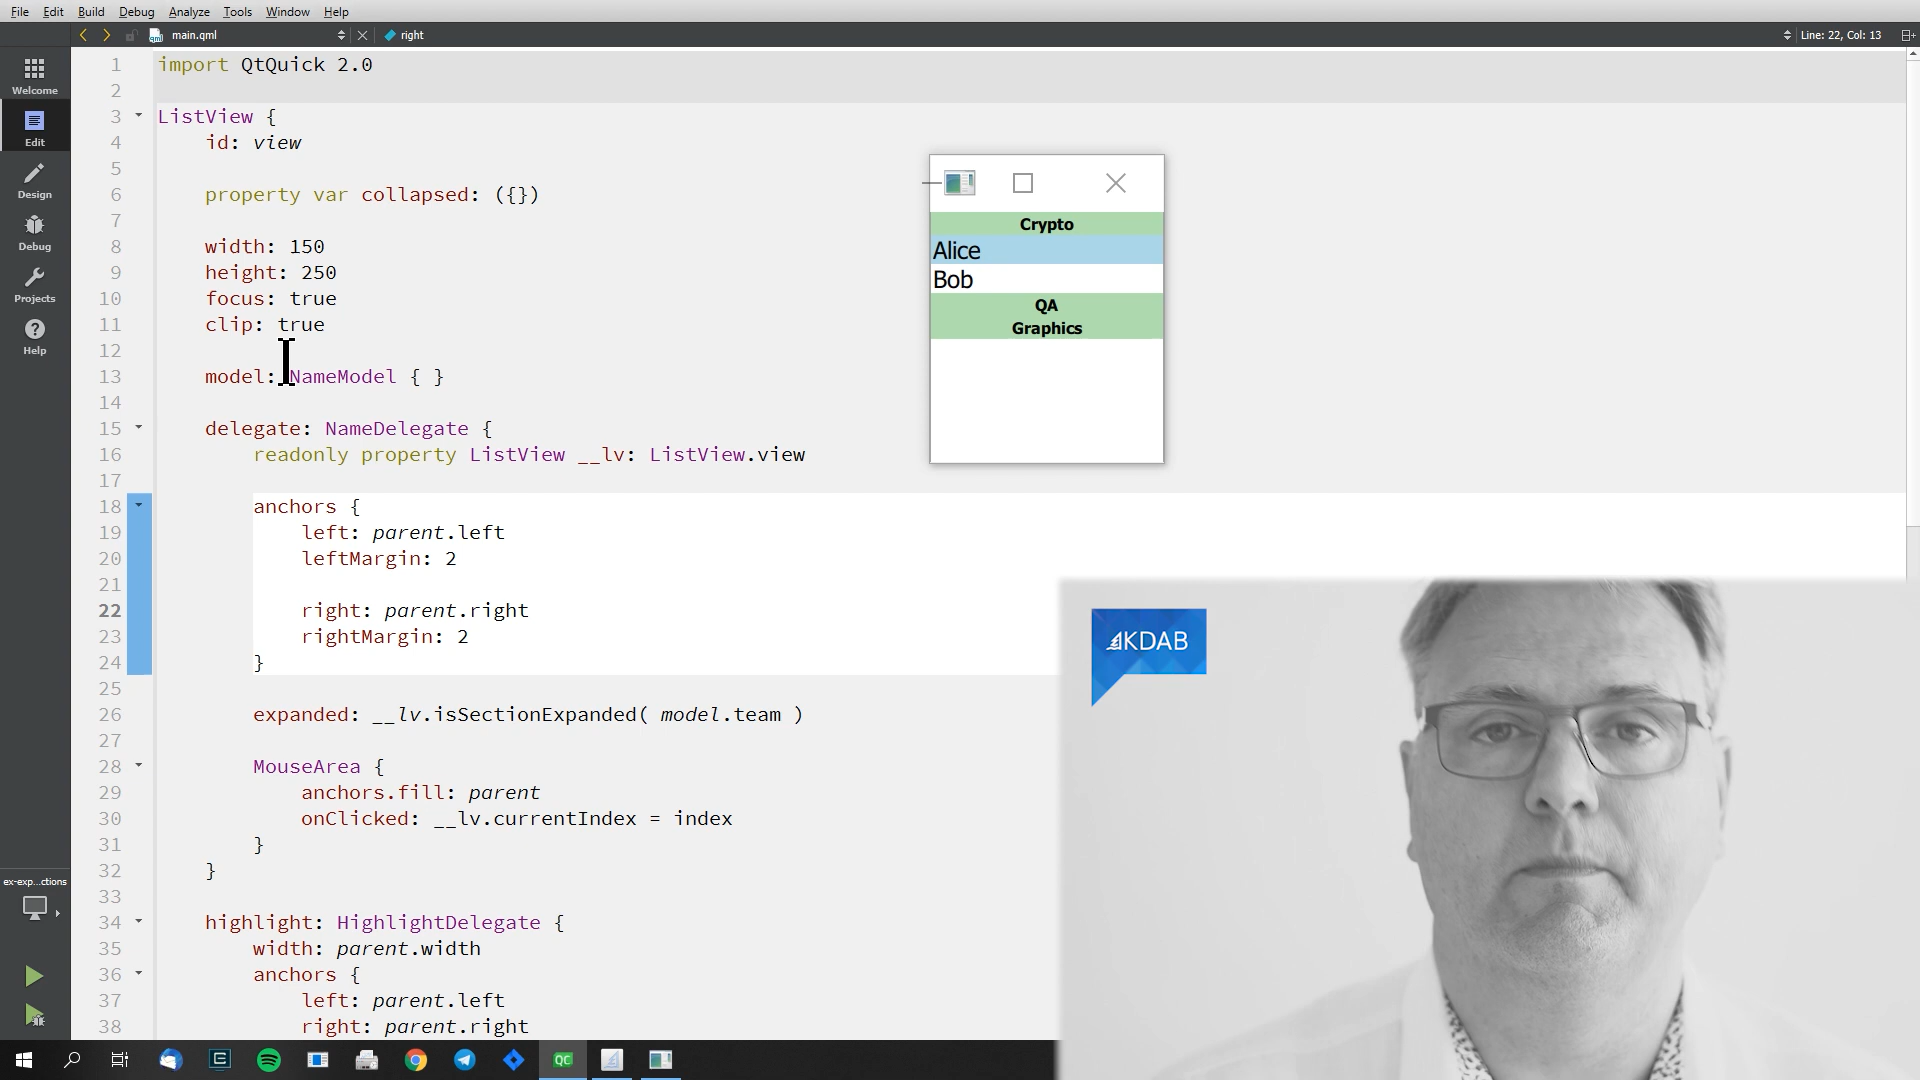 File Edit Build Debug Analyze Tools Window Help
main.qml
right
Line: 22, Col: 13
Welcome
Edit
Design
Debug
Projects
Help
ex-exp...ctions
1 import QtQuick 2.0
2
3 ListView {
4 id: view
5
6 property var collapsed: ({})
7
8 width: 150
9 height: 250
10 focus: true
11 clip: true
12
13 model: NameModel { }
14
15 delegate: NameDelegate {
16 readonly property ListView __lv: ListView.view
17
18 anchors {
19 left: parent.left
20 leftMargin: 2
21
22 right: parent.right
23 rightMargin: 2
24 }
25
26 expanded: __lv.isSectionExpanded( model.team )
27
28 MouseArea {
29 anchors.fill: parent
30 onClicked: __lv.currentIndex = index
31 }
32 }
33
34 highlight: HighlightDelegate {
35 width: parent.width
36 anchors {
37 left: parent.left
38 right: parent.right
Crypto
Alice
Bob
QA
Graphics
KDAB
QC